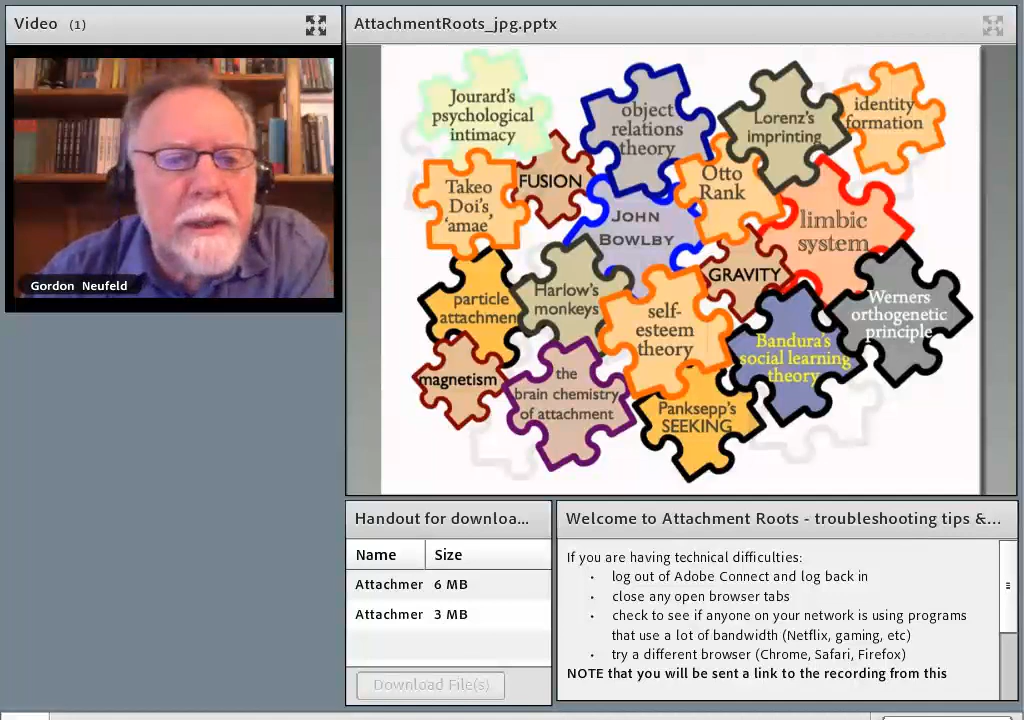 Video (1)
AttachmentRoots_jpg.pptx
Gordon Neufeld
Jourard's
psychological
intimacy
object
relations
theory
Lorenz's
imprinting
identity
formation
Takeo
Doi's,
'amae'
FUSION
Otto
Rank
JOHN
BOWLBY
limbic
system
particle
attachmen
Harlow's
monkeys
self-
esteem
theory
GRAVITY
Werners
orthogenetic
principle
Bandura's
social learning
theory
magnetism
the
brain chemistry
of attachment
Panksepp's
SEEKING
Handout for downloa...
Name Size
Attachmer 6 MB
Attachmer 3 MB
Download File(s)
Welcome to Attachment Roots - troubleshooting tips &...
If you are having technical difficulties:
• log out of Adobe Connect and log back in
• close any open browser tabs
• check to see if anyone on your network is using programs
that use a lot of bandwidth (Netflix, gaming, etc)
• try a different browser (Chrome, Safari, Firefox)
NOTE that you will be sent a link to the recording from this